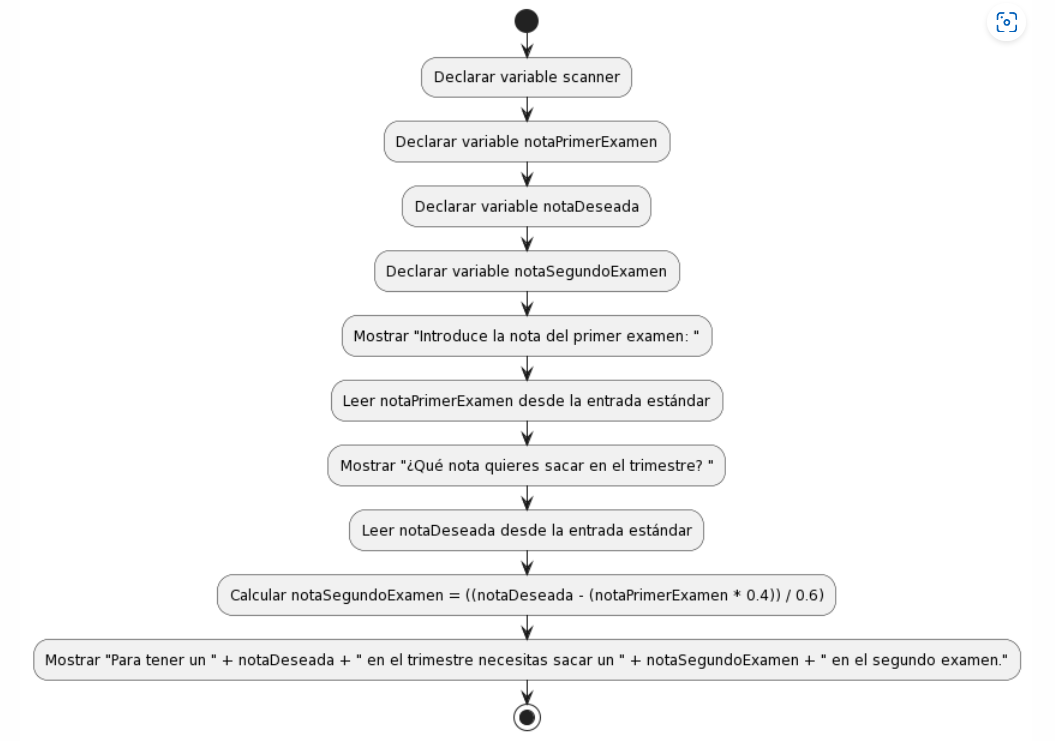 Declarar variable scanner
Declarar variable notaPrimerExamen
Declarar variable notaDeseada
Declarar variable notaSegundoExamen
Mostrar "Introduce la nota del primer examen: "
Leer notaPrimerExamen desde la entrada estándar
Mostrar "¿Qué nota quieres sacar en el trimestre? "
Leer notaDeseada desde la entrada estándar
Calcular notaSegundoExamen = ((notaDeseada - (notaPrimerExamen * 0.4)) / 0.6)
Mostrar "Para tener un " + notaDeseada + " en el trimestre necesitas sacar un " + notaSegundoExamen + " en el segundo examen."